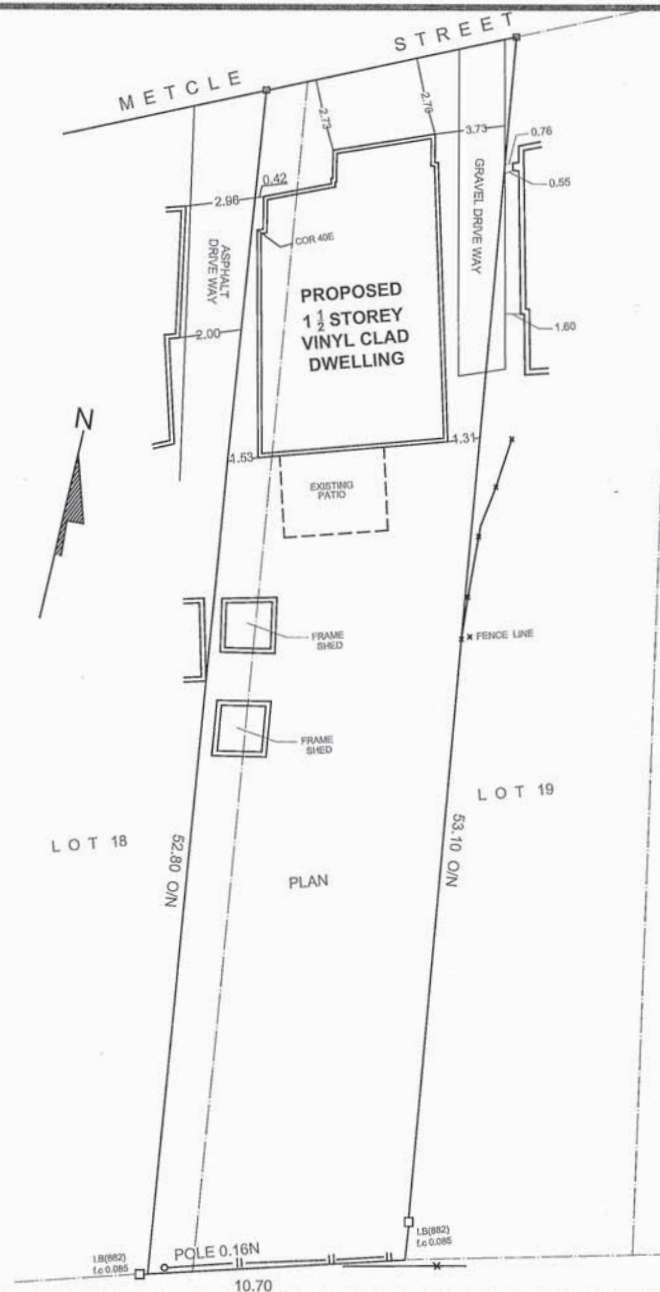 METCLE STREET
2.73
2.70
3.73
0.76
0.55
0.42
2.96
COR 40E
ASPHALT
DRIVE WAY
GRAVEL DRIVE WAY
PROPOSED
1 1/2 STOREY
VINYL CLAD
DWELLING
1.60
2.00
N
1.53
1.31
EXISTING
PATIO
FRAME
SHED
FENCE LINE
FRAME
SHED
LOT 19
LOT 18
52.80 O/N
53.10 O/N
PLAN
I.B(882)
f.c 0.085
I.B(882)
f.c 0.085
POLE 0.16N
10.70